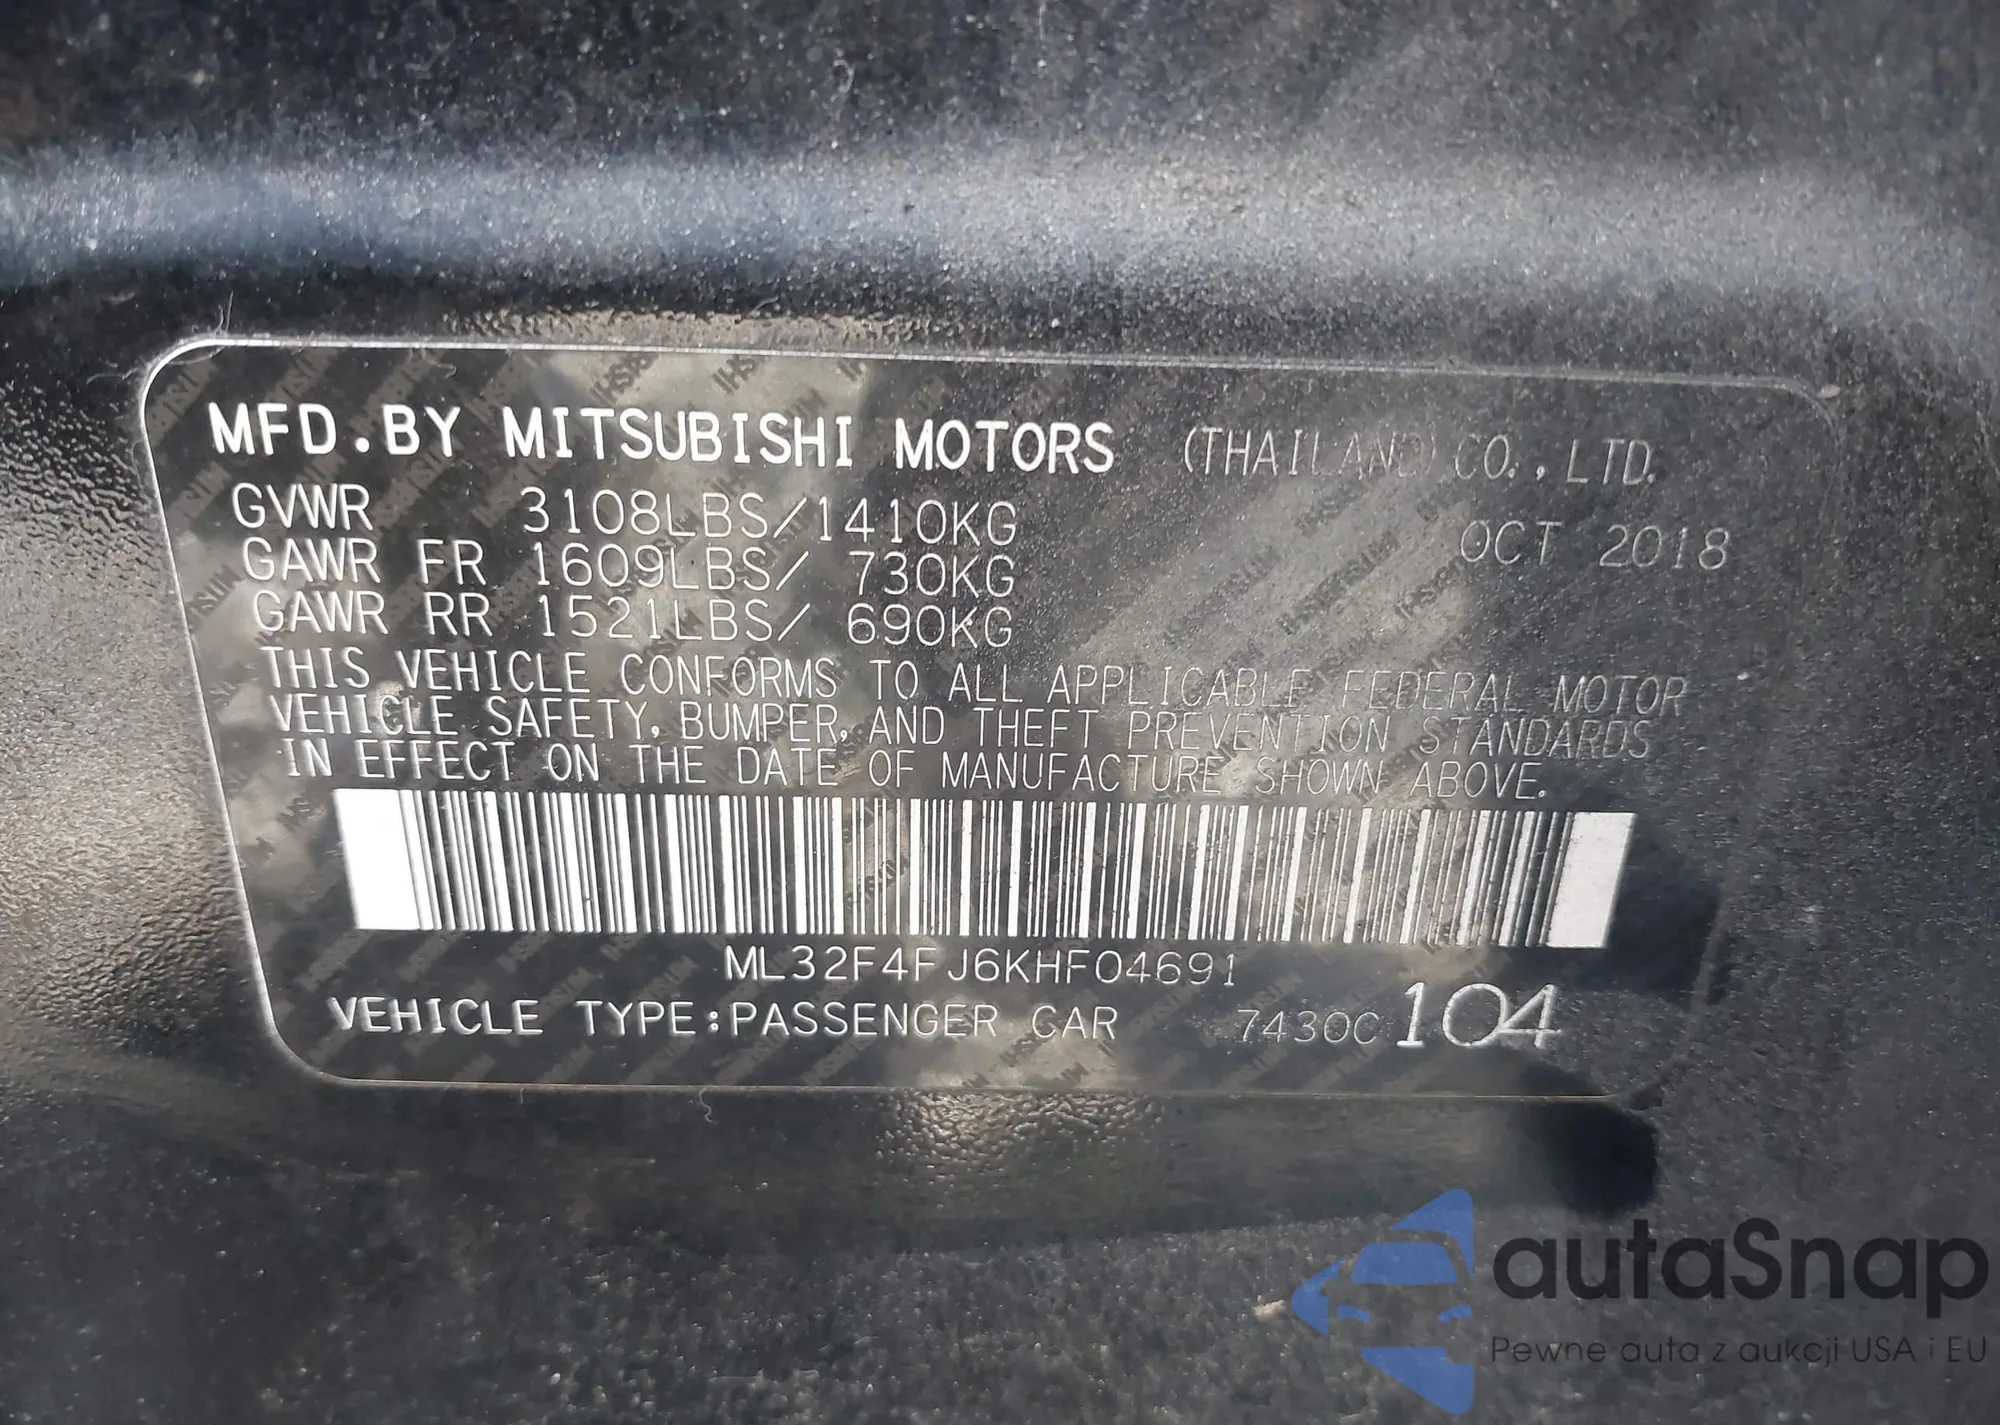 MFD.BY MITSUBISHI MOTORS (THAILAND) CO., LTD.
GVWR 3108LBS/1410KG OCT 2018
GAWR FR 1609LBS/ 730KG
GAWR RR 1521LBS/ 690KG
THIS VEHICLE CONFORMS TO ALL APPLICABLE FEDERAL MOTOR
VEHICLE SAFETY, BUMPER, AND THEFT PREVENTION STANDARDS
IN EFFECT ON THE DATE OF MANUFACTURE SHOWN ABOVE.
ML32F4FJ6KHF04691
VEHICLE TYPE:PASSENGER CAR 7430C 104
autaSnap
Pewne auta z aukcji USA i EU